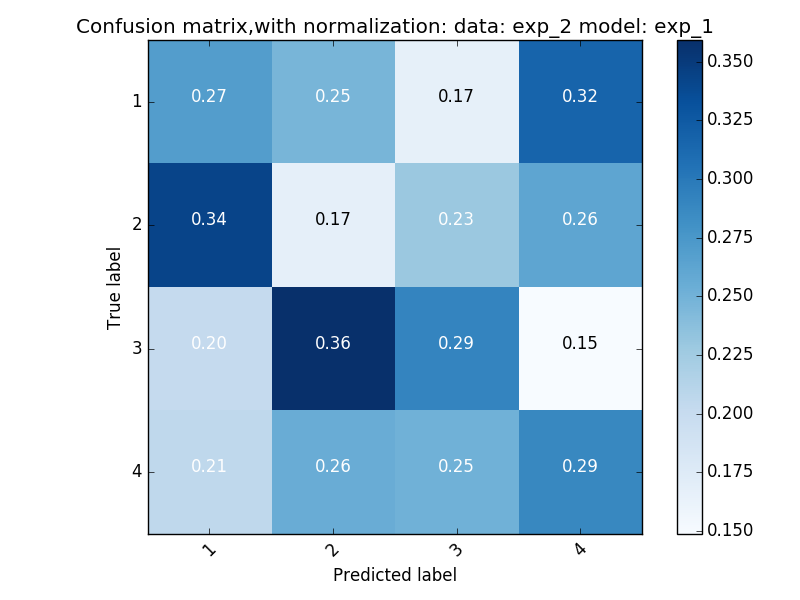 Confusion matrix,with normalization: data: exp_2 model: exp_1
True label
1
0.27 0.25 0.17 0.32
2
0.34 0.17 0.23 0.26
3
0.20 0.36 0.29 0.15
4
0.21 0.26 0.25 0.29
1 2 3 4
Predicted label
0.350
0.325
0.300
0.275
0.250
0.225
0.200
0.175
0.150